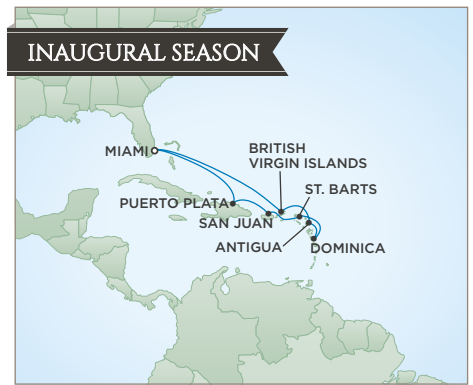 INAUGURAL SEASON
MIAMI
BRITISH
VIRGIN ISLANDS
ST. BARTS
PUERTO PLATA
SAN JUAN
ANTIGUA
DOMINICA